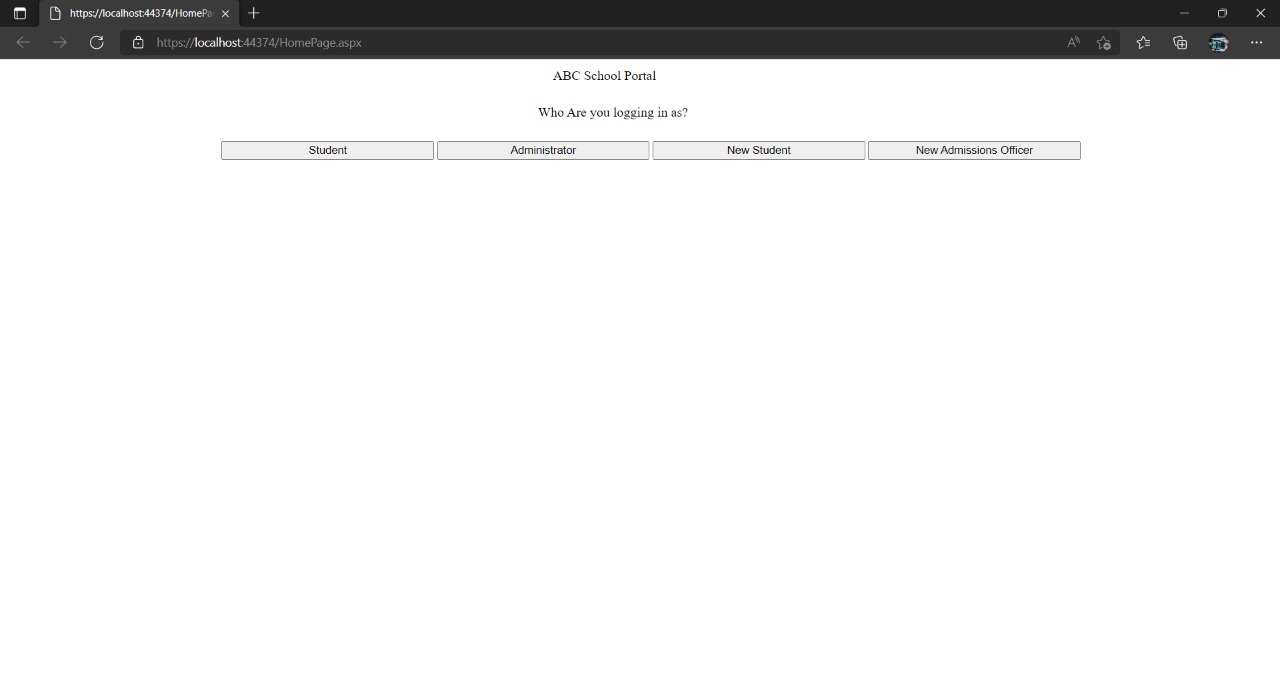 https://localhost:44374/HomePa
https://localhost:44374/HomePage.aspx
ABC School Portal
Who Are you logging in as?
Student Administrator New Student New Admissions Officer